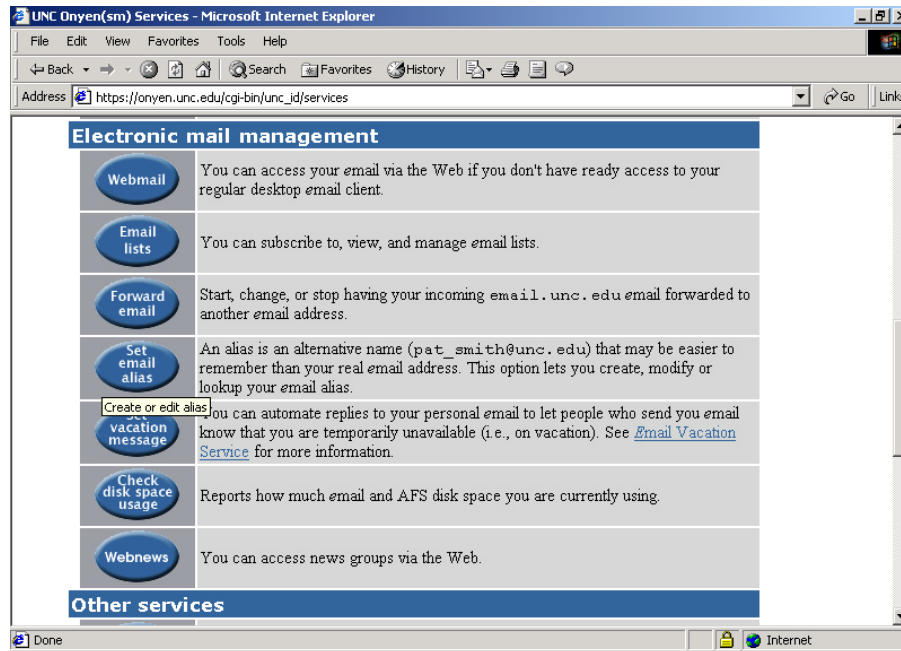 UNC Onyen(sm) Services - Microsoft Internet Explorer
File Edit View Favorites Tools Help
Back Search Favorites History
Address https://onyen.unc.edu/cgi-bin/unc_id/services Go Link
Electronic mail management
Webmail
You can access your email via the Web if you don't have ready access to your
regular desktop email client.
Email
lists
You can subscribe to, view, and manage email lists.
Forward
email
Start, change, or stop having your incoming email.unc.edu email forwarded to
another email address.
Set
email
alias
An alias is an alternative name (pat_smith@unc.edu) that may be easier to
remember than your real email address. This option lets you create, modify or
lookup your email alias.
Create or edit alias
vacation
message
You can automate replies to your personal email to let people who send you email
know that you are temporarily unavailable (i.e., on vacation). See Email Vacation
Service for more information.
Check
disk space
usage
Reports how much email and AFS disk space you are currently using.
Webnews
You can access news groups via the Web.
Other services
Done Internet